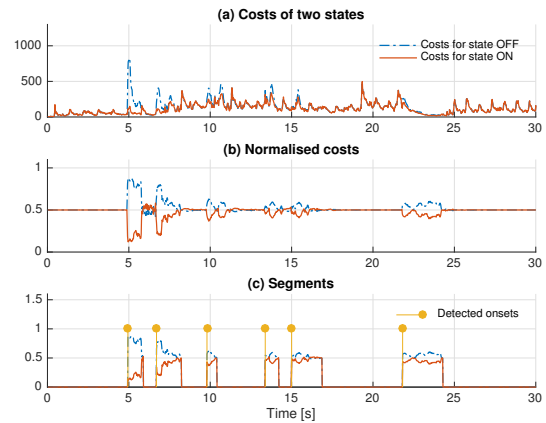 (a) Costs of two states
1000
500
0
Costs for state OFF
Costs for state ON
0 5 10 15 20 25 30
(b) Normalised costs
1
0.5
0
0 5 10 15 20 25 30
(c) Segments
1.5
1
0.5
0
Detected onsets
0 5 10 15 20 25 30
Time [s]